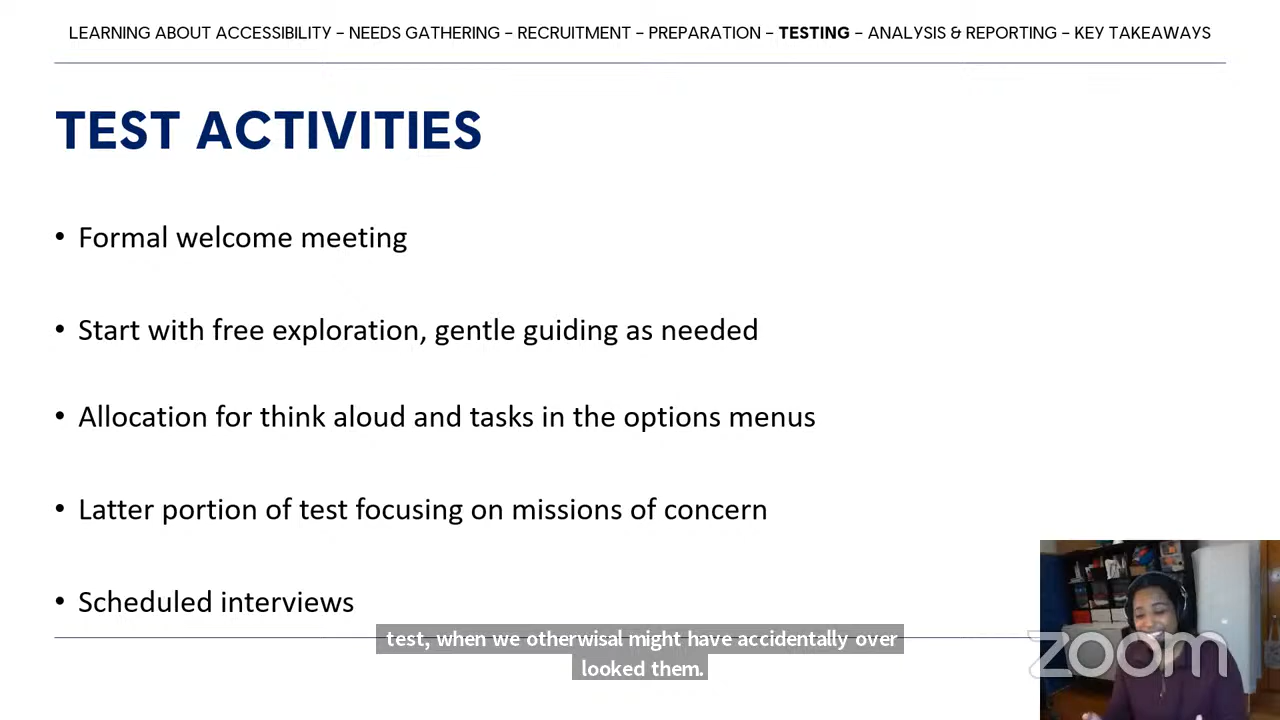 LEARNING ABOUT ACCESSIBILITY – NEEDS GATHERING – RECRUITMENT – PREPARATION – TESTING – ANALYSIS & REPORTING – KEY TAKEAWAYS
TEST ACTIVITIES
• Formal welcome meeting
• Start with free exploration, gentle guiding as needed
• Allocation for think aloud and tasks in the options menus
• Latter portion of test focusing on missions of concern
• Scheduled interviews
test, when we otherwisal might have accidentally over
looked them.
zoom